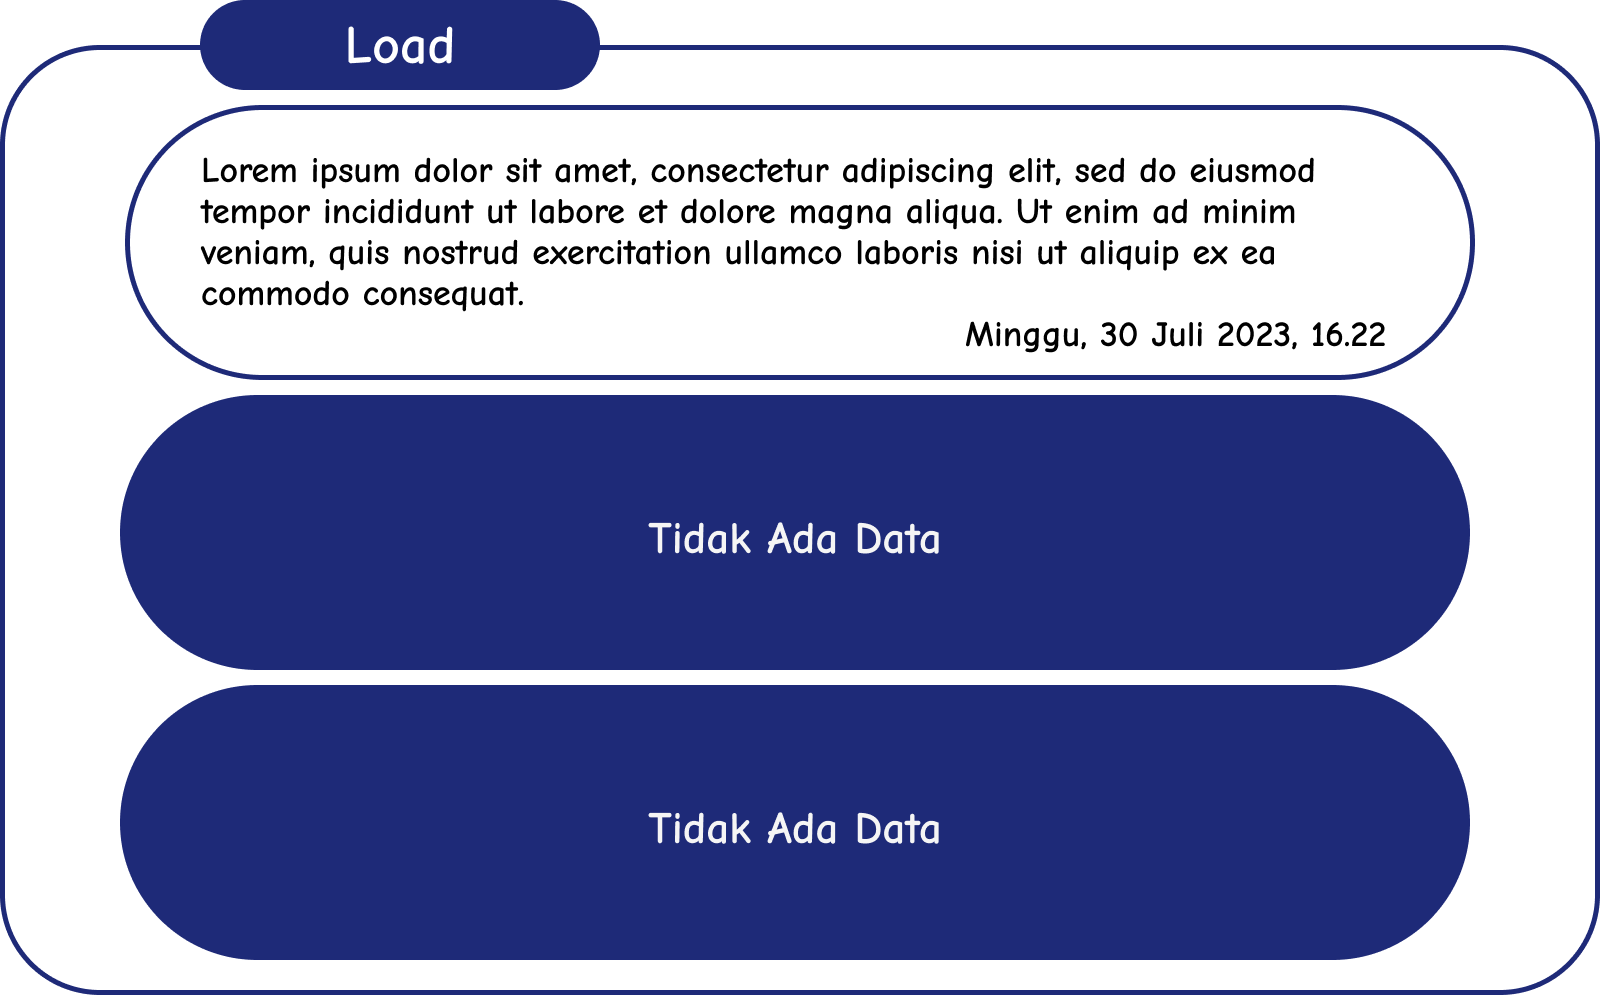 Load
Lorem ipsum dolor sit amet, consectetur adipiscing elit, sed do eiusmod
tempor incididunt ut labore et dolore magna aliqua. Ut enim ad minim
veniam, quis nostrud exercitation ullamco laboris nisi ut aliquip ex ea
commodo consequat.
Minggu, 30 Juli 2023, 16.22
Tidak Ada Data
Tidak Ada Data